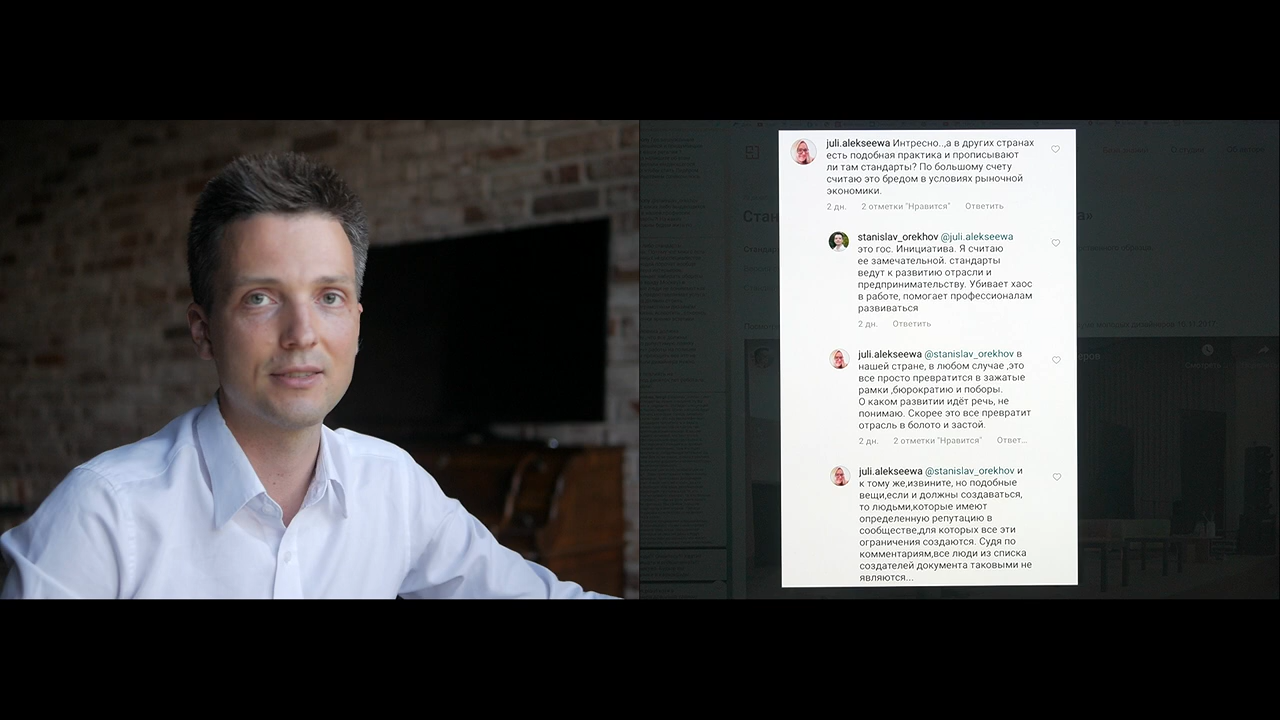 juli.alekseewa Интресно..,а в других странах
есть подобная практика и прописывают
ли там стандарты? По большому счету
считаю это бредом в условиях рыночной
экономики.
2 дн. 2 отметки "Нравится" Ответить
stanislav_orekhov @juli.alekseewa
это гос. Инициатива. Я считаю
ее замечательной. стандарты
ведут к развитию отрасли и
предпринимательству. Убивает хаос
в работе, помогает профессионалам
развиваться
2 дн. Ответить
juli.alekseewa @stanislav_orekhov в
нашей стране, в любом случае ,это
все просто превратится в зажатые
рамки ,бюрократию и поборы.
О каком развитии идёт речь, не
понимаю. Скорее это все превратит
отрасль в болото и застой.
2 дн. 2 отметки "Нравится" Ответ...
juli.alekseewa @stanislav_orekhov и
к тому же,извините, но подобные
вещи,если и должны создаваться,
то людьми,которые имеют
определенную репутацию в
сообществе,для которых все эти
ограничения создаются. Судя по
комментариям,все люди из списка
создателей документа таковыми не
являются...